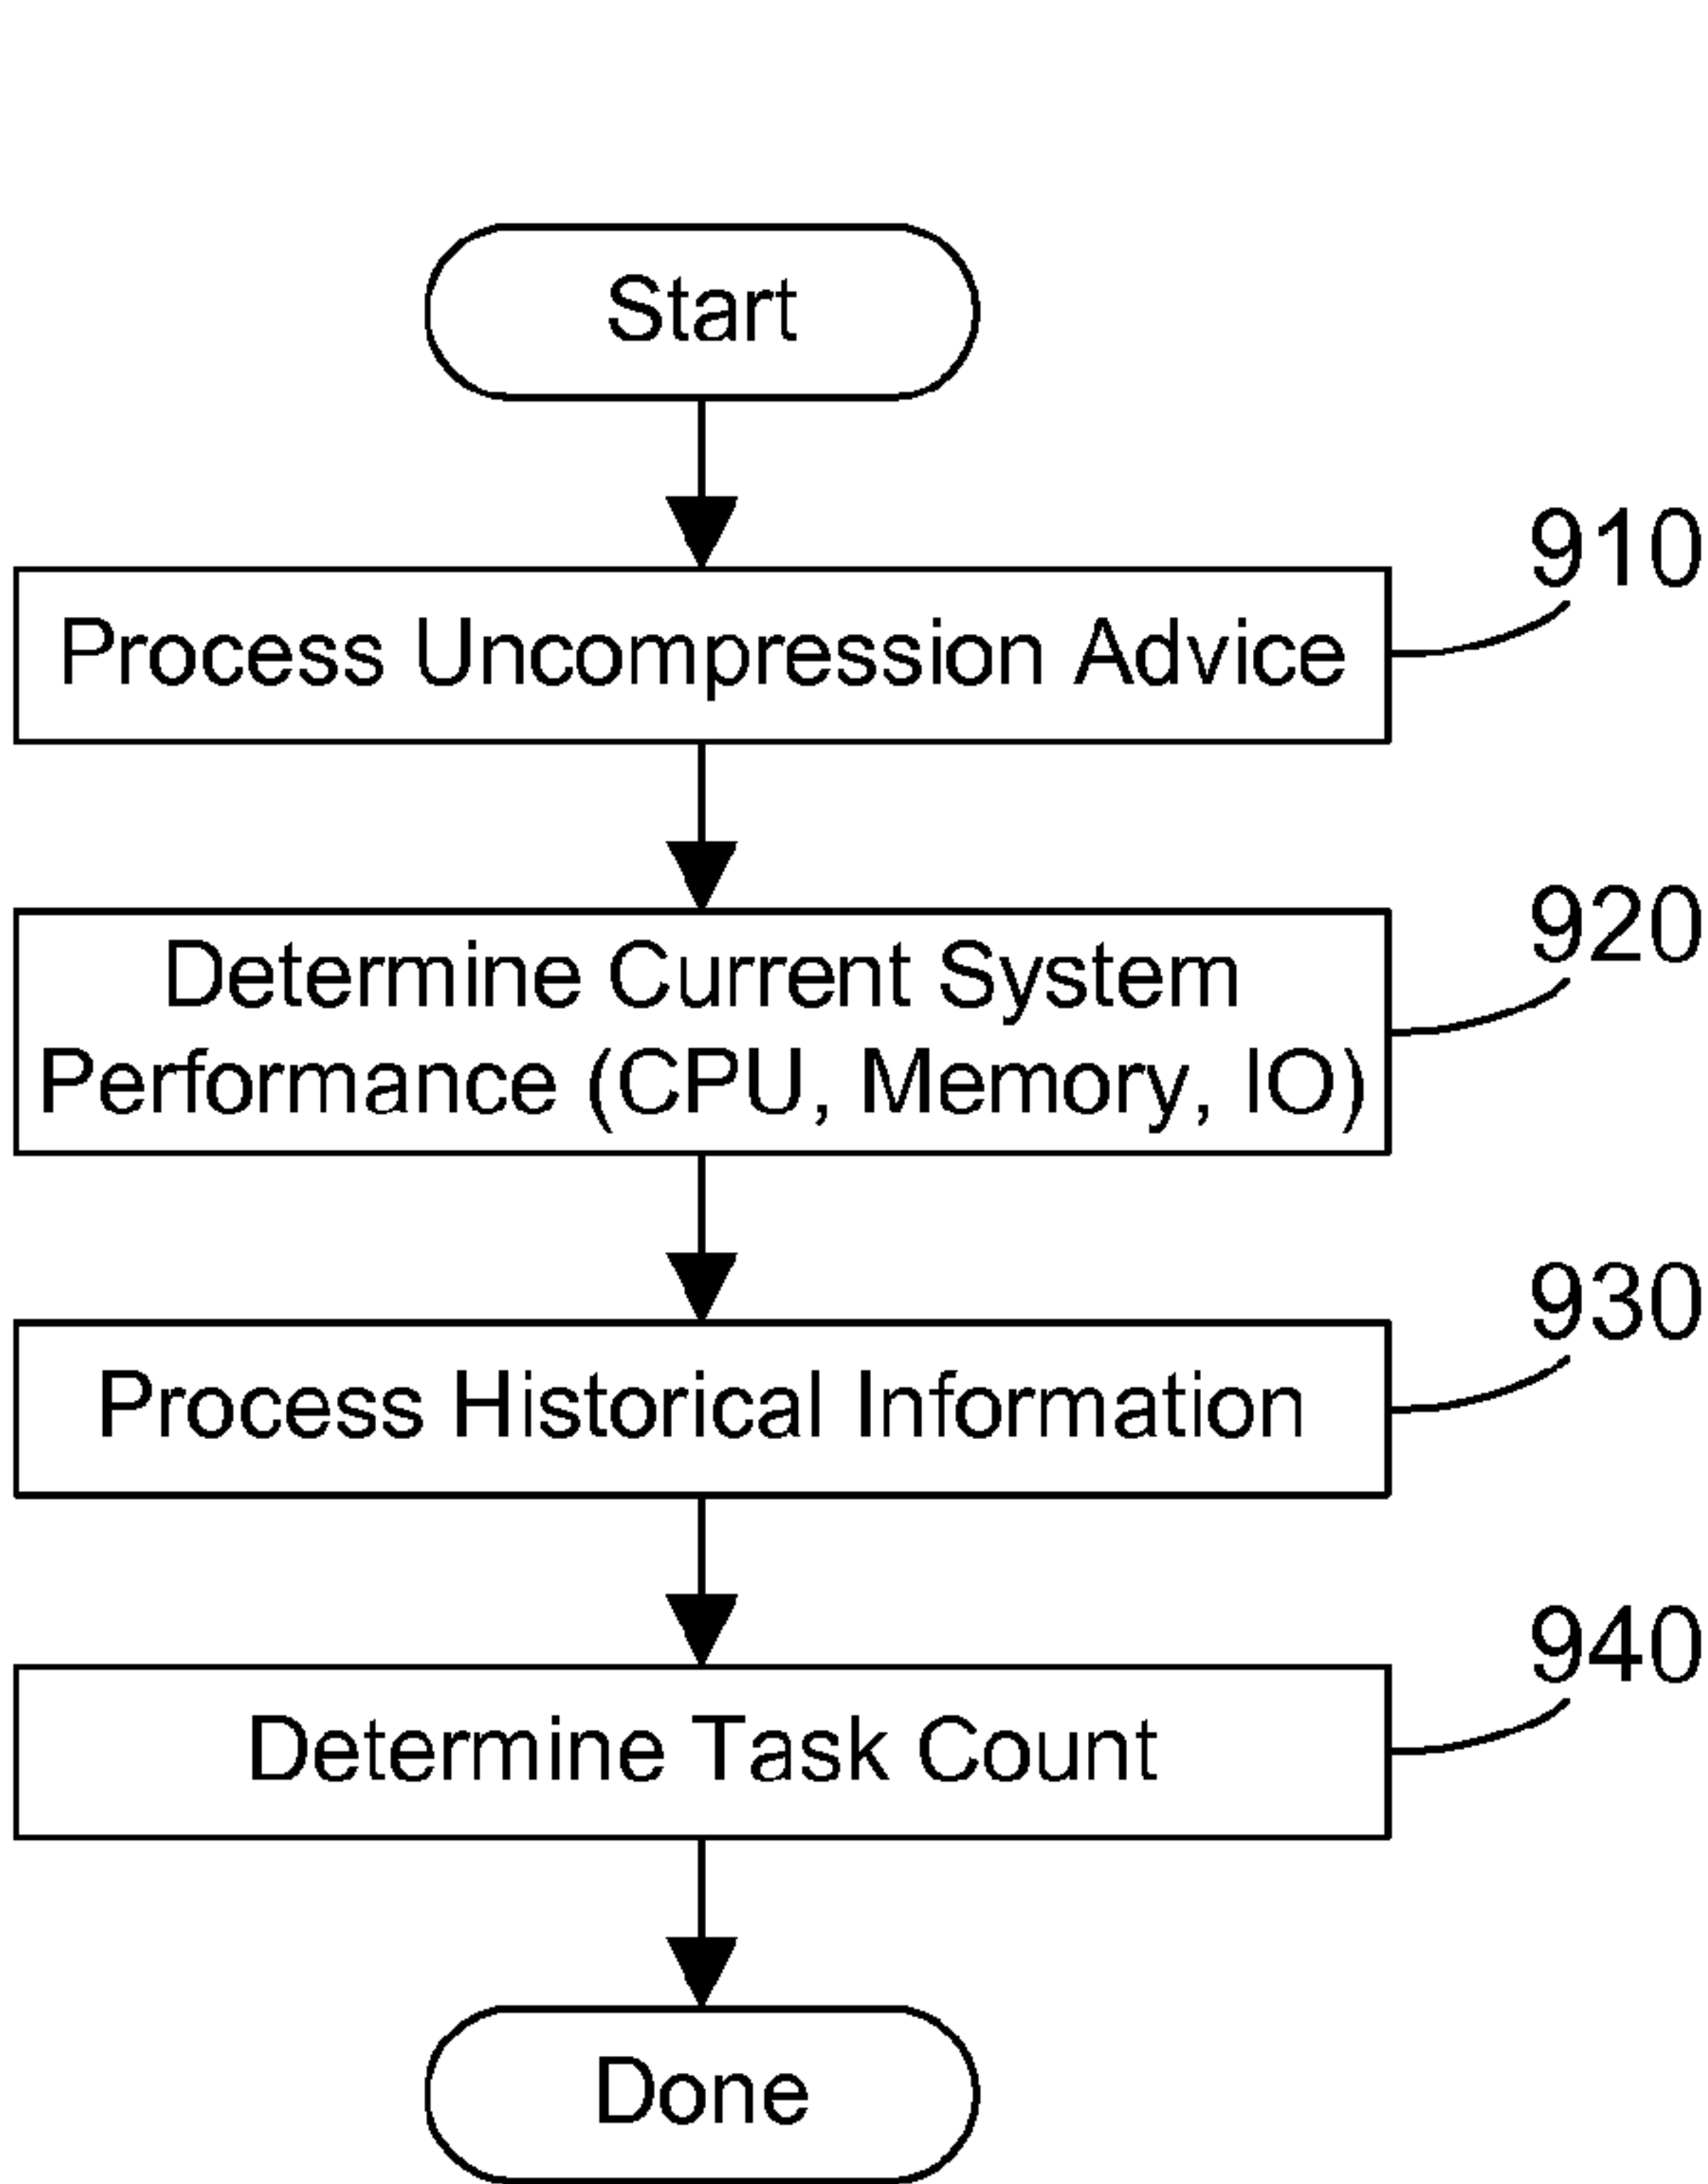 Start
910
Process Uncompression Advice
920
Determine Current System
Performance (CPU, Memory, IO)
930
Process Historical Information
940
Determine Task Count
Done